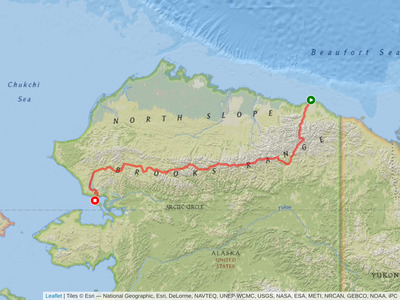 Beaufort Sea
Chukchi
Sea
NORTH SLOPE
BROOKS RANGE
ARCTIC CIRCLE
Yukon
ALASKA
UNITED
STATES
YUKON
Leaflet | Tiles © Esri — National Geographic, Esri, DeLorme, NAVTEQ, UNEP-WCMC, USGS, NASA, ESA, METI, NRCAN, GEBCO, NOAA, iPC